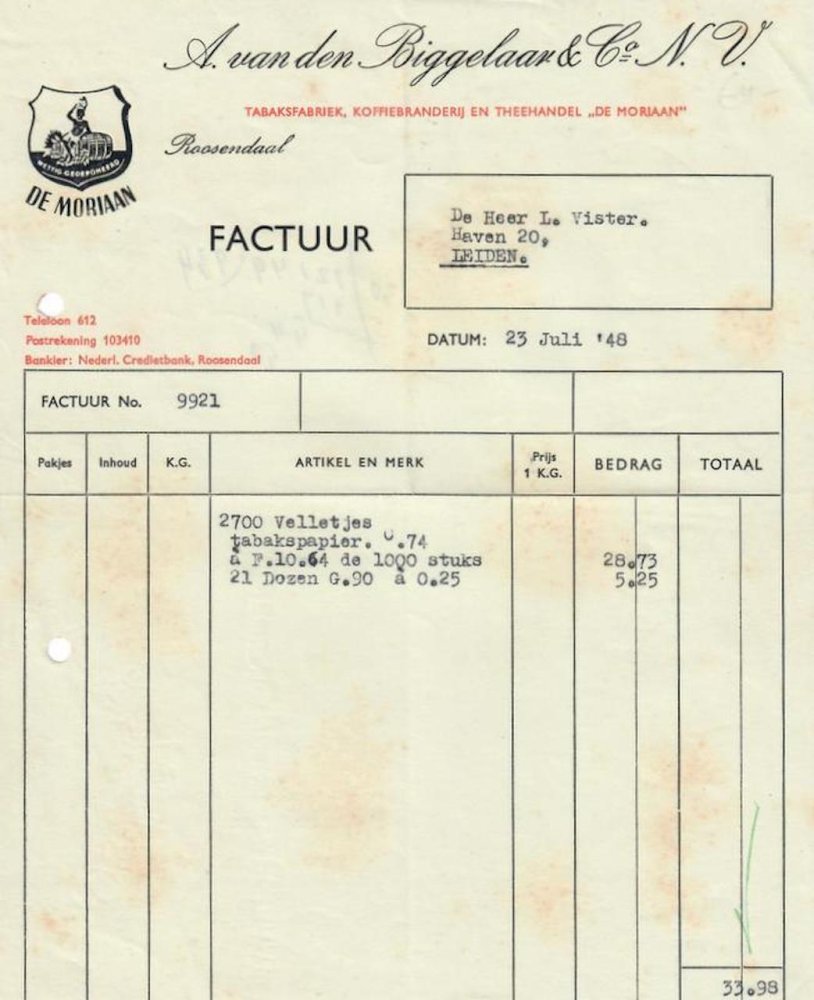 A. van den Biggelaar & Co N. V.
TABAKSFABRIEK, KOFFIEBRANDERIJ EN THEEHANDEL „DE MORIAAN”
Roosendaal
WETTIG GEDEPONEERD
DE MORIAAN
FACTUUR
De Heer L. Vister.
Haven 20,
LEIDEN.
Telefoon 612
Postrekening 103410
Bankier: Nederl. Credietbank, Roosendaal
DATUM: 23 Juli '48
FACTUUR No. 9921
Pakjes Inhoud K.G. ARTIKEL EN MERK Prijs 1 K.G. BEDRAG TOTAAL
2700 Velletjes
tabakspapier. .74
à F.10.64 de 1000 stuks 28.73
21 Dozen G.90 à 0.25 5.25
33.98